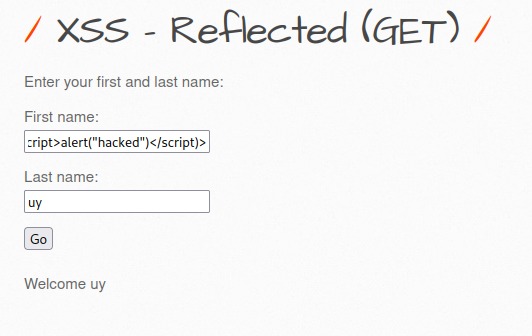 / XSS - Reflected (GET) /
Enter your first and last name:
First name:
cript>alert("hacked")</script)>
Last name:
uy
Go
Welcome uy